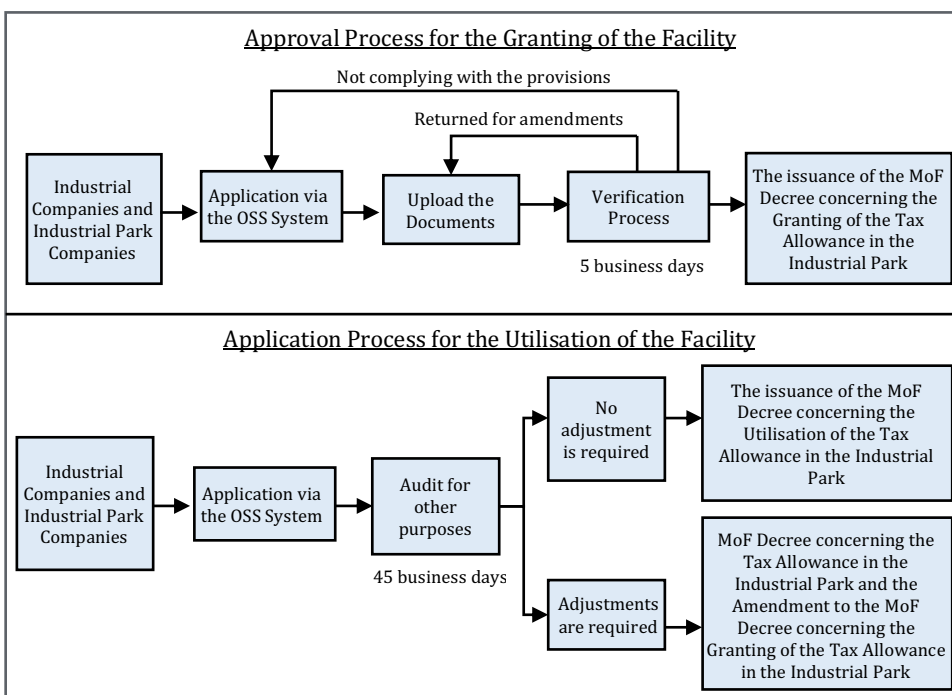 Approval Process for the Granting of the Facility
Not complying with the provisions
Returned for amendments
Industrial
Companies and
Industrial Park
Companies
Application via
the OSS System
Upload the
Documents
Verification
Process
5 business days
The issuance of the MoF
Decree concerning the
Granting of the Tax
Allowance in the
Industrial Park
Application Process for the Utilisation of the Facility
Industrial
Companies and
Industrial Park
Companies
Application via
the OSS System
Audit for
other
purposes
45 business days
No
adjustment
is required
The issuance of the MoF
Decree concerning the
Utilisation of the Tax
Allowance in the Industrial
Park
Adjustments
are required
MoF Decree concerning the
Tax Allowance in the
Industrial Park and the
Amendment to the MoF
Decree concerning the
Granting of the Tax Allowance
in the Industrial Park